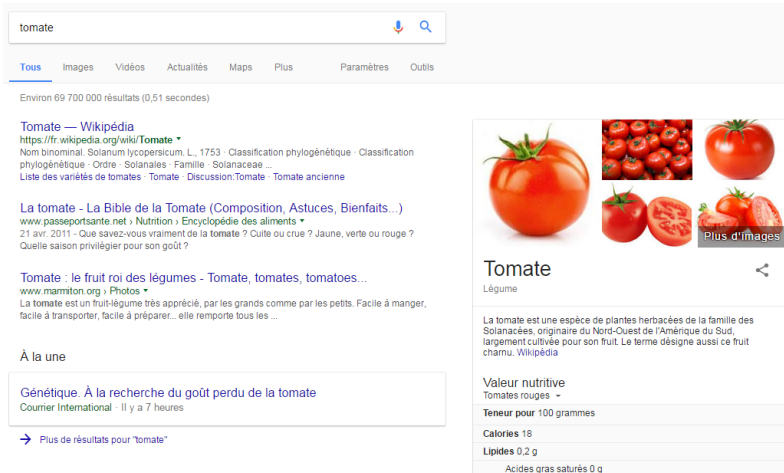 tomate
Tous Images Vidéos Actualités Maps Plus Paramètres Outils
Environ 69 700 000 résultats (0,51 secondes)
Tomate — Wikipédia
https://fr.wikipedia.org/wiki/Tomate
Nom binominal. Solanum lycopersicum. L., 1753 · Classification phylogénétique · Classification
phylogénétique · Ordre · Solanales · Famille · Solanaceae ...
Liste des variétés de tomates · Tomate · Discussion:Tomate · Tomate ancienne
La tomate - La Bible de la Tomate (Composition, Astuces, Bienfaits...)
www.passeportsante.net › Nutrition › Encyclopédie des aliments
21 avr. 2011 - Que savez-vous vraiment de la tomate ? Cuite ou crue ? Jaune, verte ou rouge ?
Quelle saison privilégier pour son goût ?
Tomate : le fruit roi des légumes - Tomate, tomates, tomatoes...
www.marmiton.org › Photos
La tomate est un fruit-légume très apprécié, par les grands comme par les petits. Facile à manger,
facile à transporter, facile à préparer... elle remporte tous les ...
À la une
Génétique. À la recherche du goût perdu de la tomate
Courrier International - Il y a 7 heures
Plus de résultats pour "tomate"
Plus d'images
Tomate
Légume
La tomate est une espèce de plantes herbacées de la famille des
Solanacées, originaire du Nord-Ouest de l'Amérique du Sud,
largement cultivée pour son fruit. Le terme désigne aussi ce fruit
charnu. Wikipédia
Valeur nutritive
Tomates rouges
Teneur pour 100 grammes
Calories 18
Lipides 0,2 g
Acides gras saturés 0 g